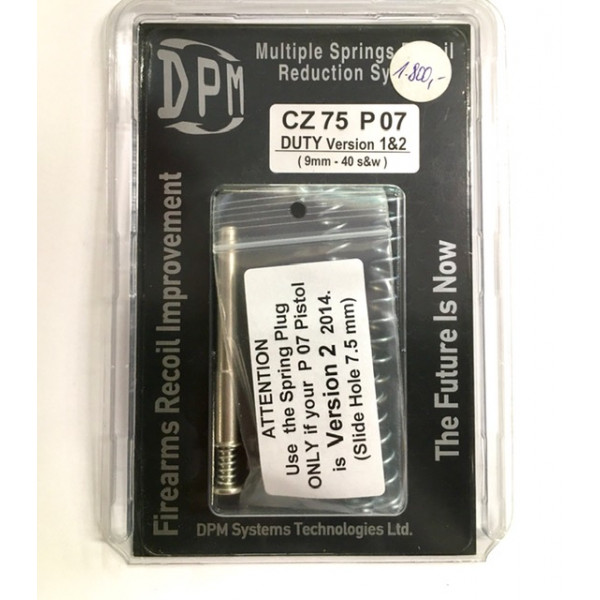 DPM
Multiple Springs
Reduction Sy
1.800,-
CZ 75 P 07
DUTY Version 1&2
( 9mm - 40 s&w )
Firearms Recoil Improvement
ATTENTION
Use the Spring Plug
ONLY if your P 07 Pistol
is Version 2 2014.
(Slide Hole 7.5 mm)
The Future Is Now
DPM Systems Technologies Ltd.